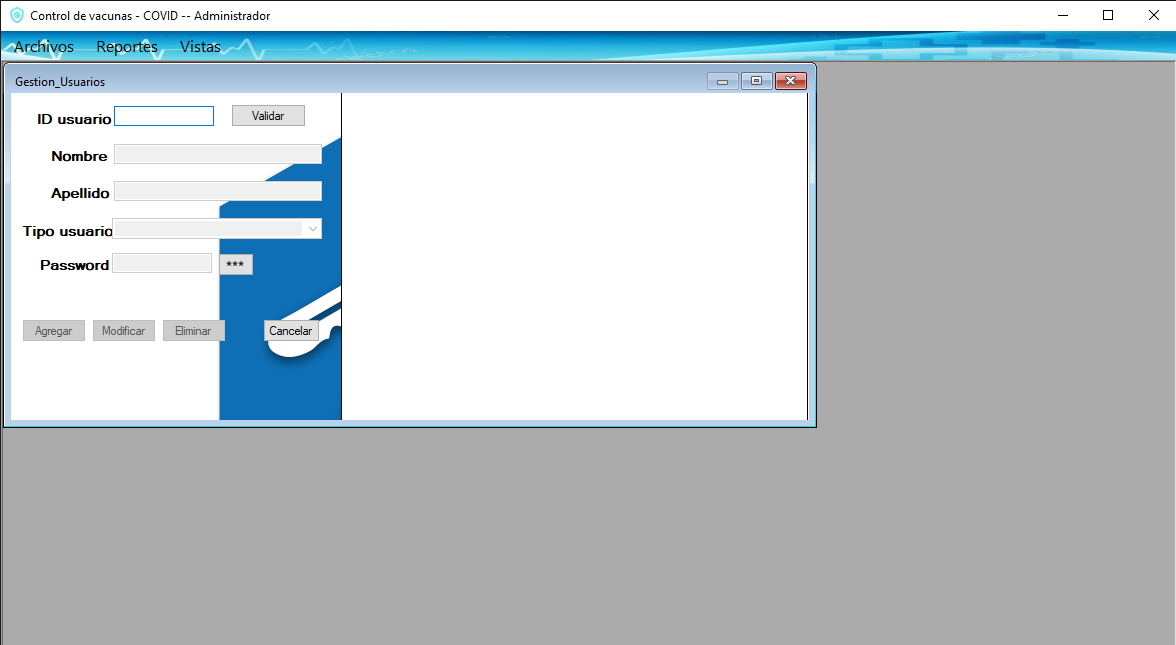 Control de vacunas - COVID -- Administrador
Archivos Reportes Vistas
Gestion_Usuarios
ID usuario Validar
Nombre
Apellido
Tipo usuario
Password ***
Agregar Modificar Eliminar Cancelar